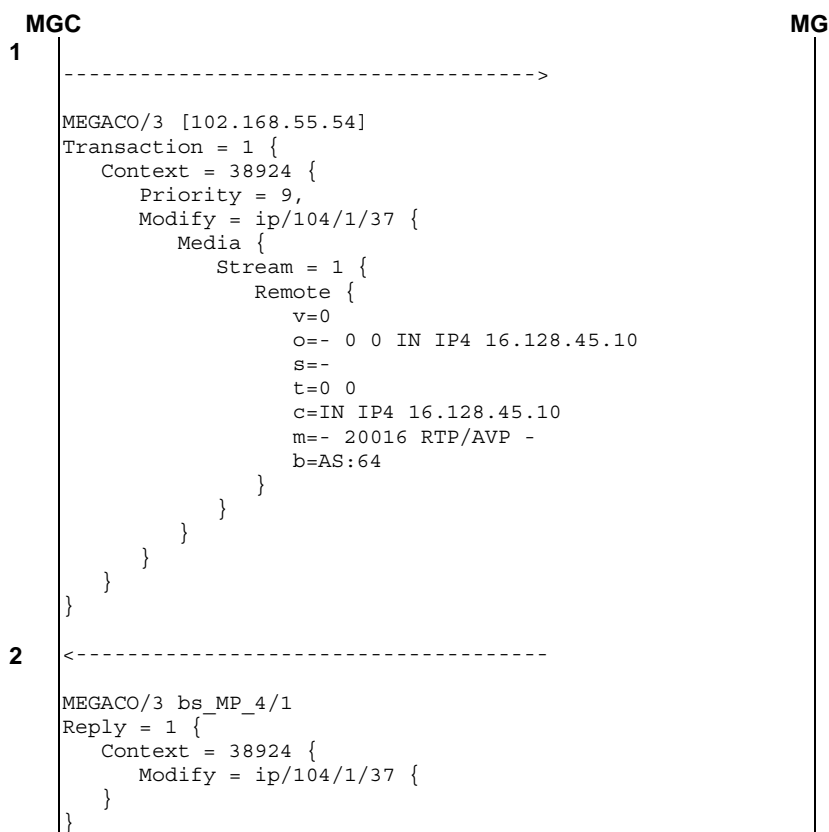 MGC MG
1
------------------------------------->
MEGACO/3 [102.168.55.54]
Transaction = 1 {
   Context = 38924 {
      Priority = 9,
      Modify = ip/104/1/37 {
         Media {
            Stream = 1 {
               Remote {
                  v=0
                  o=- 0 0 IN IP4 16.128.45.10
                  s=-
                  t=0 0
                  c=IN IP4 16.128.45.10
                  m=- 20016 RTP/AVP -
                  b=AS:64
               }
            }
         }
      }
   }
}
2 <-------------------------------------
MEGACO/3 bs_MP_4/1
Reply = 1 {
   Context = 38924 {
      Modify = ip/104/1/37 {
   }
}